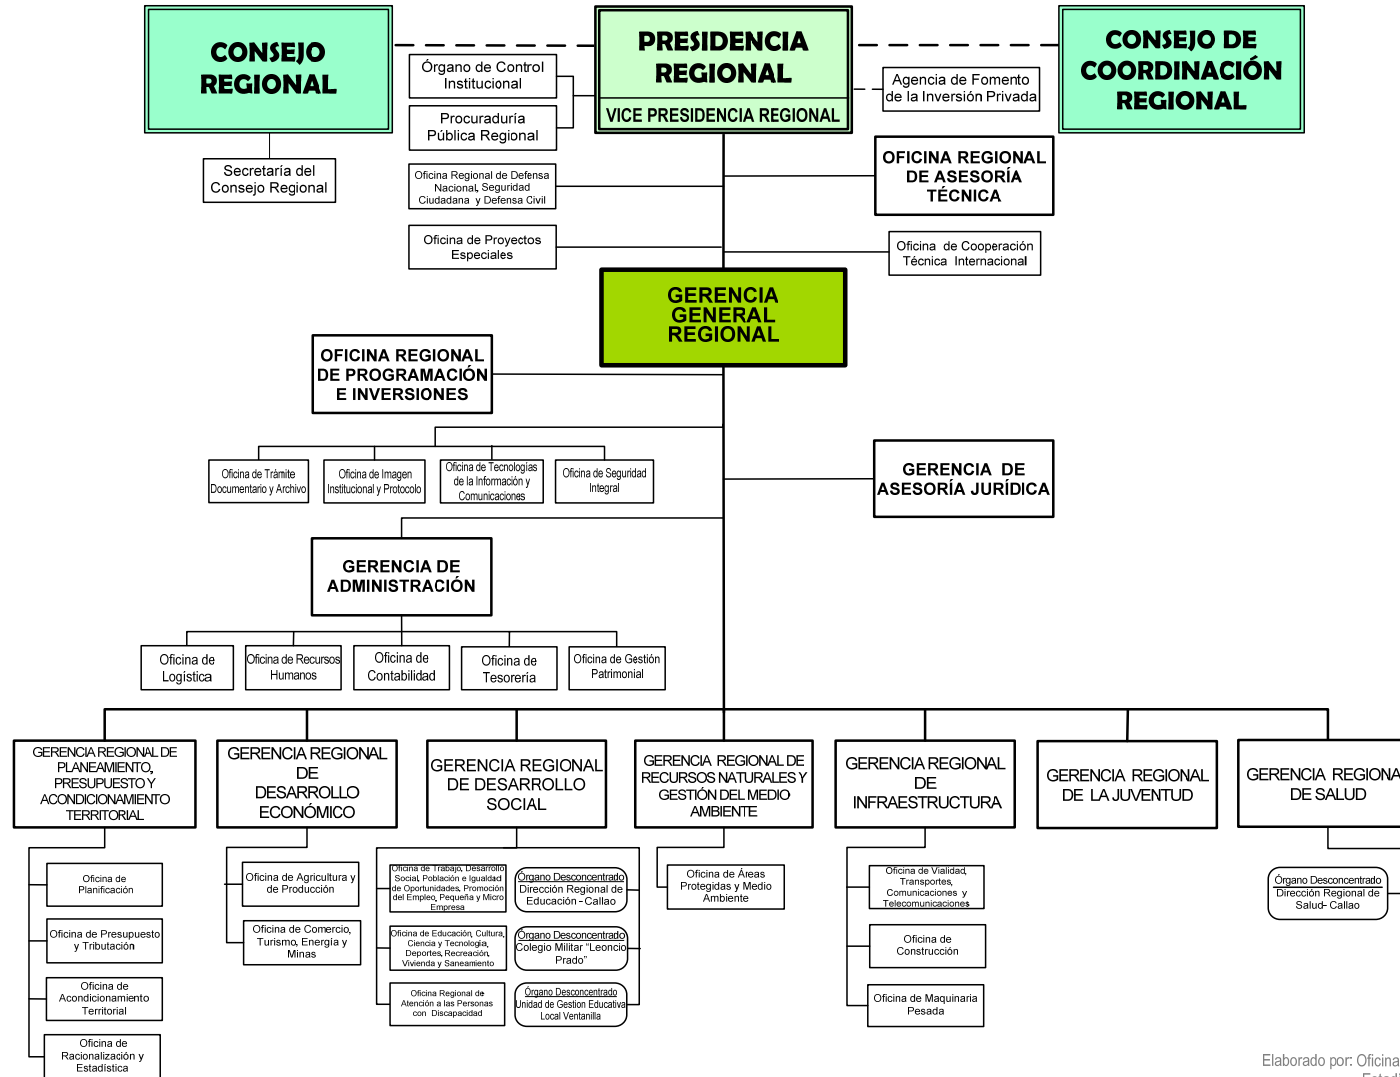 CONSEJO
REGIONAL
PRESIDENCIA
REGIONAL
VICE PRESIDENCIA REGIONAL
CONSEJO DE
COORDINACIÓN
REGIONAL
Órgano de Control
Institucional
Procuraduría
Pública Regional
Agencia de Fomento
de la Inversión Privada
Secretaría del
Consejo Regional
Oficina Regional de Defensa
Nacional, Seguridad
Ciudadana y Defensa Civil
OFICINA REGIONAL
DE ASESORÍA
TÉCNICA
Oficina de Proyectos
Especiales
Oficina de Cooperación
Técnica Internacional
GERENCIA
GENERAL
REGIONAL
OFICINA REGIONAL
DE PROGRAMACIÓN
E INVERSIONES
Oficina de Trámite
Documentario y Archivo
Oficina de Imagen
Institucional y Protocolo
Oficina de Tecnologías
de la Información y
Comunicaciones
Oficina de Seguridad
Integral
GERENCIA DE
ASESORÍA JURÍDICA
GERENCIA DE
ADMINISTRACIÓN
Oficina de
Logística
Oficina de Recursos
Humanos
Oficina de
Contabilidad
Oficina de
Tesorería
Oficina de Gestión
Patrimonial
GERENCIA REGIONAL DE
PLANEAMIENTO,
PRESUPUESTO Y
ACONDICIONAMIENTO
TERRITORIAL
GERENCIA REGIONAL
DE
DESARROLLO
ECONÓMICO
GERENCIA REGIONAL
DE DESARROLLO
SOCIAL
GERENCIA REGIONAL DE
RECURSOS NATURALES Y
GESTIÓN DEL MEDIO
AMBIENTE
GERENCIA REGIONAL
DE
INFRAESTRUCTURA
GERENCIA REGIONAL
DE LA JUVENTUD
GERENCIA REGIONA
DE SALUD
Oficina de
Planificación
Oficina de Presupuesto
y Tributación
Oficina de
Acondicionamiento
Territorial
Oficina de
Racionalización y
Estadística
Oficina de Agricultura y
de Producción
Oficina de Comercio,
Turismo, Energía y
Minas
Oficina de Trabajo, Desarrollo
Social, Población e Igualdad
de Oportunidades, Promoción
del Empleo, Pequeña y Micro
Empresa
Oficina de Educación, Cultura,
Ciencia y Tecnología,
Deportes, Recreación,
Vivienda y Saneamiento
Oficina Regional de
Atención a las Personas
con Discapacidad
Órgano Desconcentrado
Dirección Regional de
Educación - Callao
Órgano Desconcentrado
Colegio Militar "Leoncio
Prado"
Órgano Desconcentrado
Unidad de Gestion Educativa
Local Ventanilla
Oficina de Áreas
Protegidas y Medio
Ambiente
Oficina de Vialidad,
Transportes,
Comunicaciones y
Telecomunicaciones
Oficina de
Construcción
Oficina de Maquinaria
Pesada
Órgano Desconcentrado
Dirección Regional de
Salud- Callao
Elaborado por: Oficina